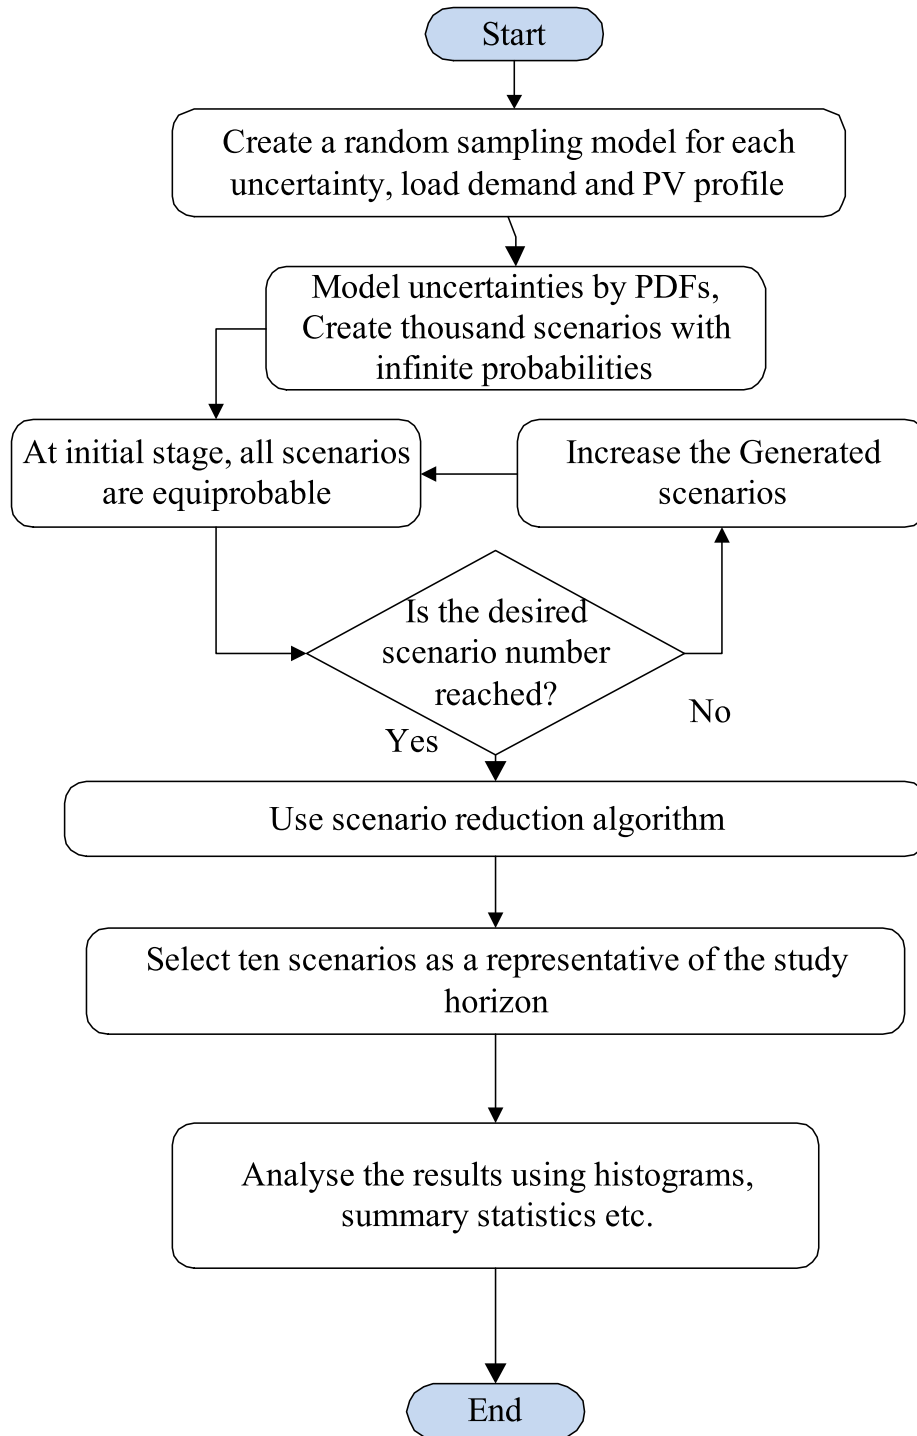 Start
Create a random sampling model for each
uncertainty, load demand and PV profile
Model uncertainties by PDFs,
Create thousand scenarios with
infinite probabilities
At initial stage, all scenarios
are equiprobable
Increase the Generated
scenarios
Is the desired
scenario number
reached?
No
Yes
Use scenario reduction algorithm
Select ten scenarios as a representative of the study
horizon
Analyse the results using histograms,
summary statistics etc.
End